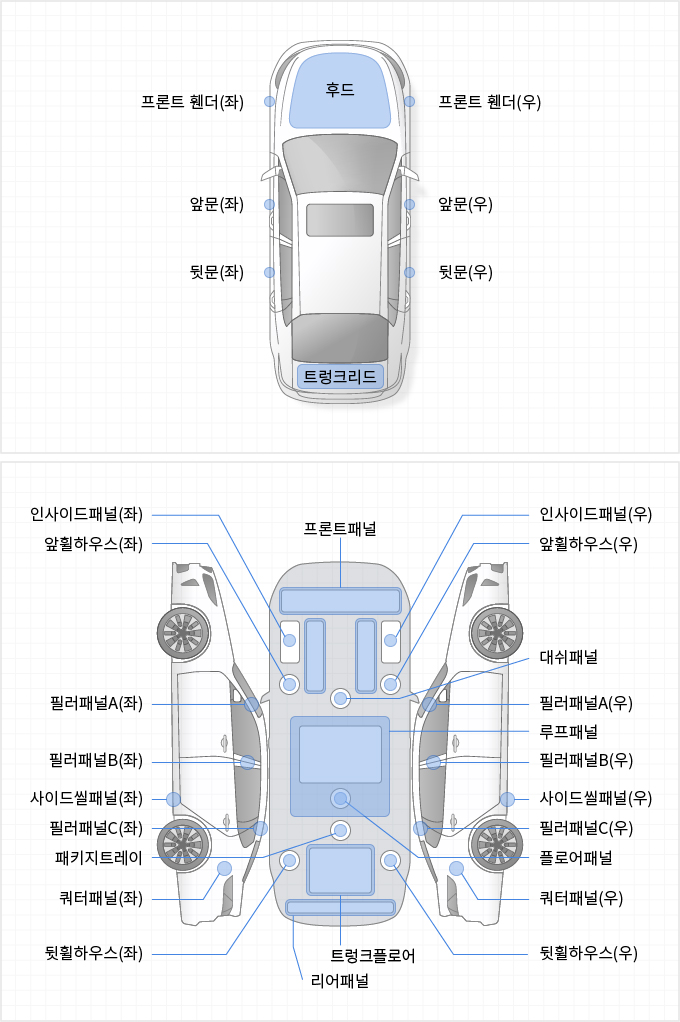 후드
프론트 휀더(좌)
프론트 휀더(우)
앞문(좌)
앞문(우)
뒷문(좌)
뒷문(우)
트렁크리드
인사이드패널(좌)
인사이드패널(우)
프론트패널
앞휠하우스(좌)
앞휠하우스(우)
대쉬패널
필러패널A(좌)
필러패널A(우)
루프패널
필러패널B(좌)
필러패널B(우)
사이드씰패널(좌)
사이드씰패널(우)
필러패널C(좌)
필러패널C(우)
패키지트레이
플로어패널
쿼터패널(좌)
쿼터패널(우)
뒷휠하우스(좌)
뒷휠하우스(우)
트렁크플로어
리어패널